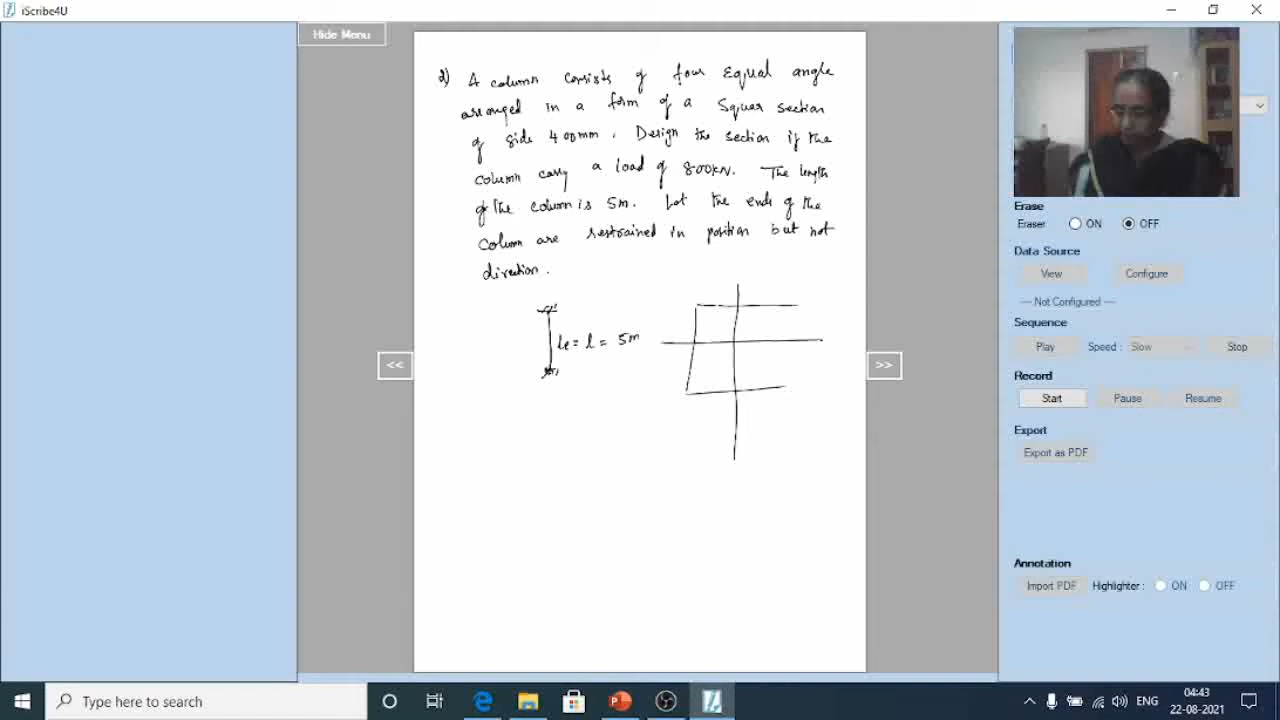 iScribe4U
Hide Menu
2) A column consists of four Equal angle
arranged in a form of a Squar section
of side 400mm. Design the section if the
column carry a load of 800kN. The length
of the column is 5m. Let the ends of the
column are restrained in position but not
direction.
le = l = 5m
<<
>>
Erase
Eraser ON OFF
Data Source
View Configure
--- Not Configured ---
Sequence
Play Speed : Slow Stop
Record
Start Pause Resume
Export
Export as PDF
Annotation
Import PDF Highlighter : ON OFF
Type here to search
ENG
04:43
22-08-2021